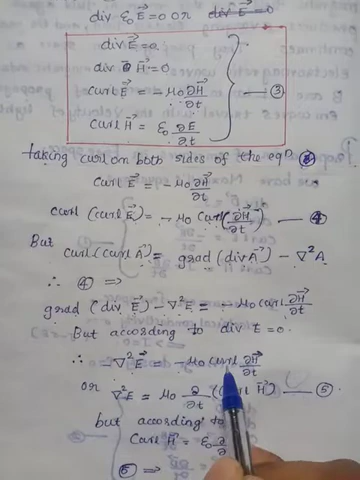 div ε₀E⃗ = 0 or div E⃗ = 0
div E⃗ = 0
div H⃗ = 0
curl E⃗ = -μ₀ ∂H⃗/∂t
curl H⃗ = ε₀ ∂E/∂t —③
taking curl on both sides of the eqⁿ ③
curl E⃗ = -μ₀ ∂H⃗/∂t
curl (curl E⃗) = -μ₀ curl (∂H⃗/∂t) —④
But
curl (curl A⃗) = grad (div A⃗) - ∇²A
∴ ④ ⇒
grad (div E⃗) - ∇²E = -μ₀ curl ∂H⃗/∂t
But according to div E = 0.
∴ -∇²E⃗ = -μ₀ curl ∂H⃗/∂t
or ∇²E = μ₀ ∂/∂t (curl H⃗) —⑤
but according to
curl H⃗ = ε₀ ∂
⑤ ⇒